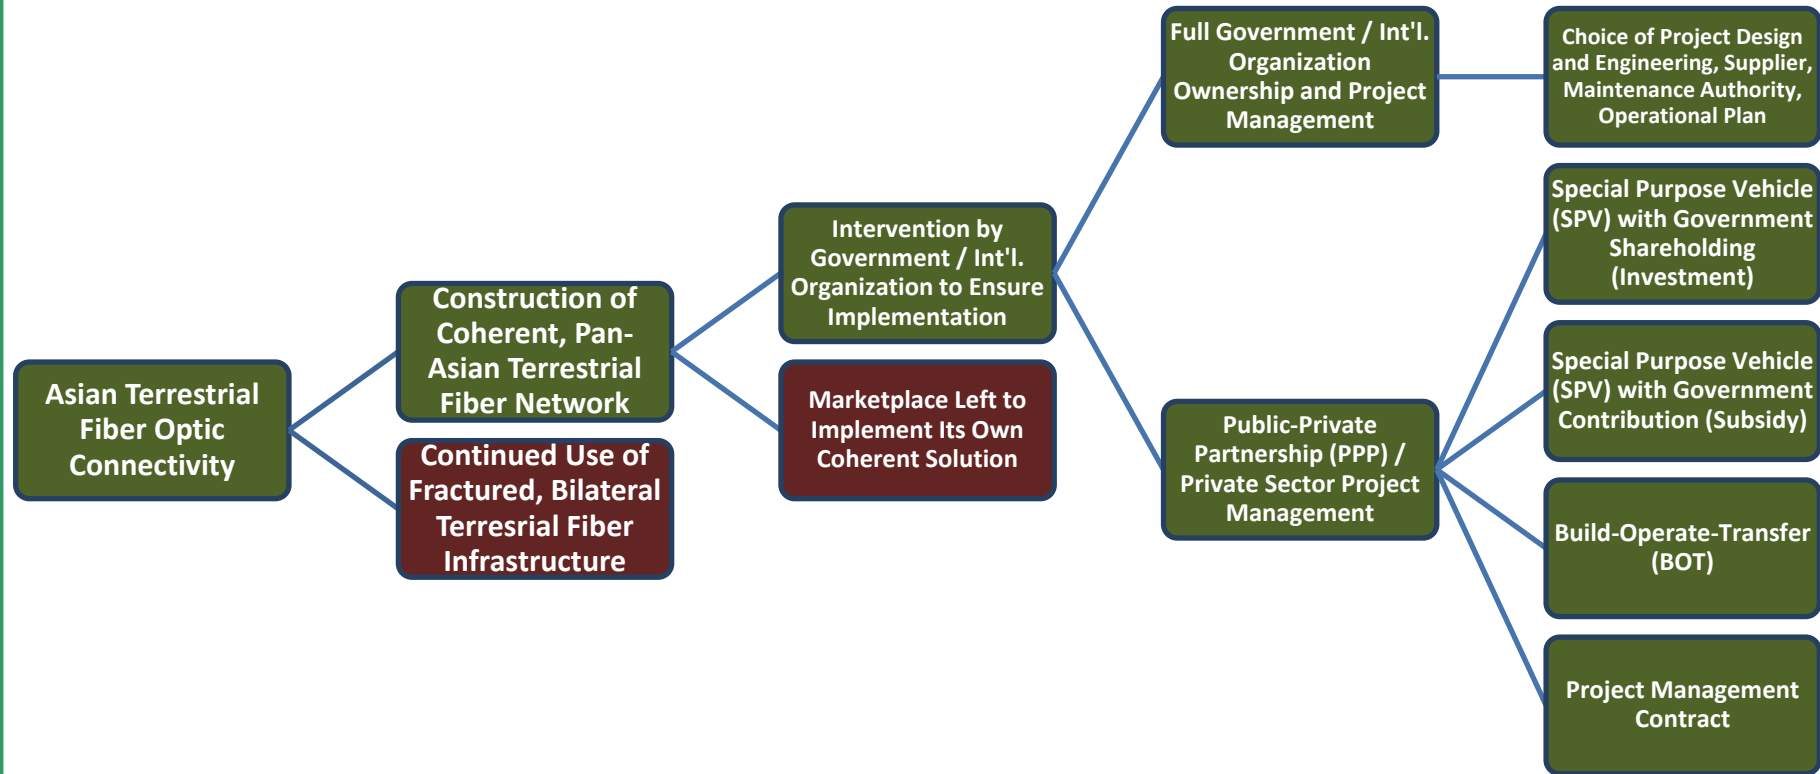 Asian Terrestrial
Fiber Optic
Connectivity
Construction of
Coherent, Pan-
Asian Terrestrial
Fiber Network
Continued Use of
Fractured, Bilateral
Terresrial Fiber
Infrastructure
Intervention by
Government / Int'l.
Organization to Ensure
Implementation
Marketplace Left to
Implement Its Own
Coherent Solution
Full Government / Int'l.
Organization
Ownership and Project
Management
Public-Private
Partnership (PPP) /
Private Sector Project
Management
Choice of Project Design
and Engineering, Supplier,
Maintenance Authority,
Operational Plan
Special Purpose Vehicle
(SPV) with Government
Shareholding
(Investment)
Special Purpose Vehicle
(SPV) with Government
Contribution (Subsidy)
Build-Operate-Transfer
(BOT)
Project Management
Contract